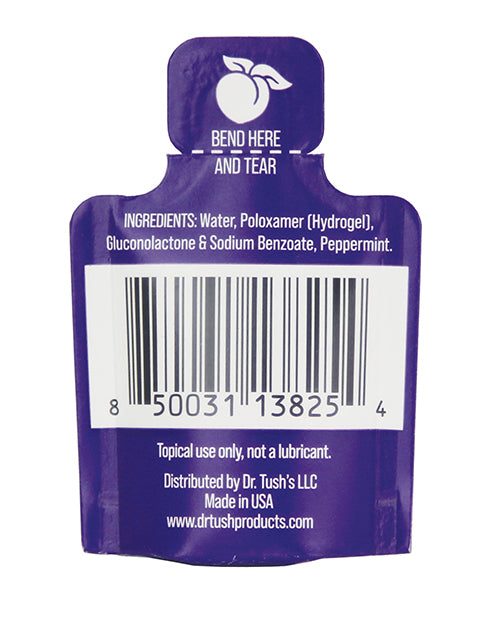 BEND HERE
AND TEAR
INGREDIENTS: Water, Poloxamer (Hydrogel),
Gluconolactone & Sodium Benzoate, Peppermint.
8 50031 13825 4
Topical use only, not a lubricant.
Distributed by Dr. Tush's LLC
Made in USA
www.drtushproducts.com